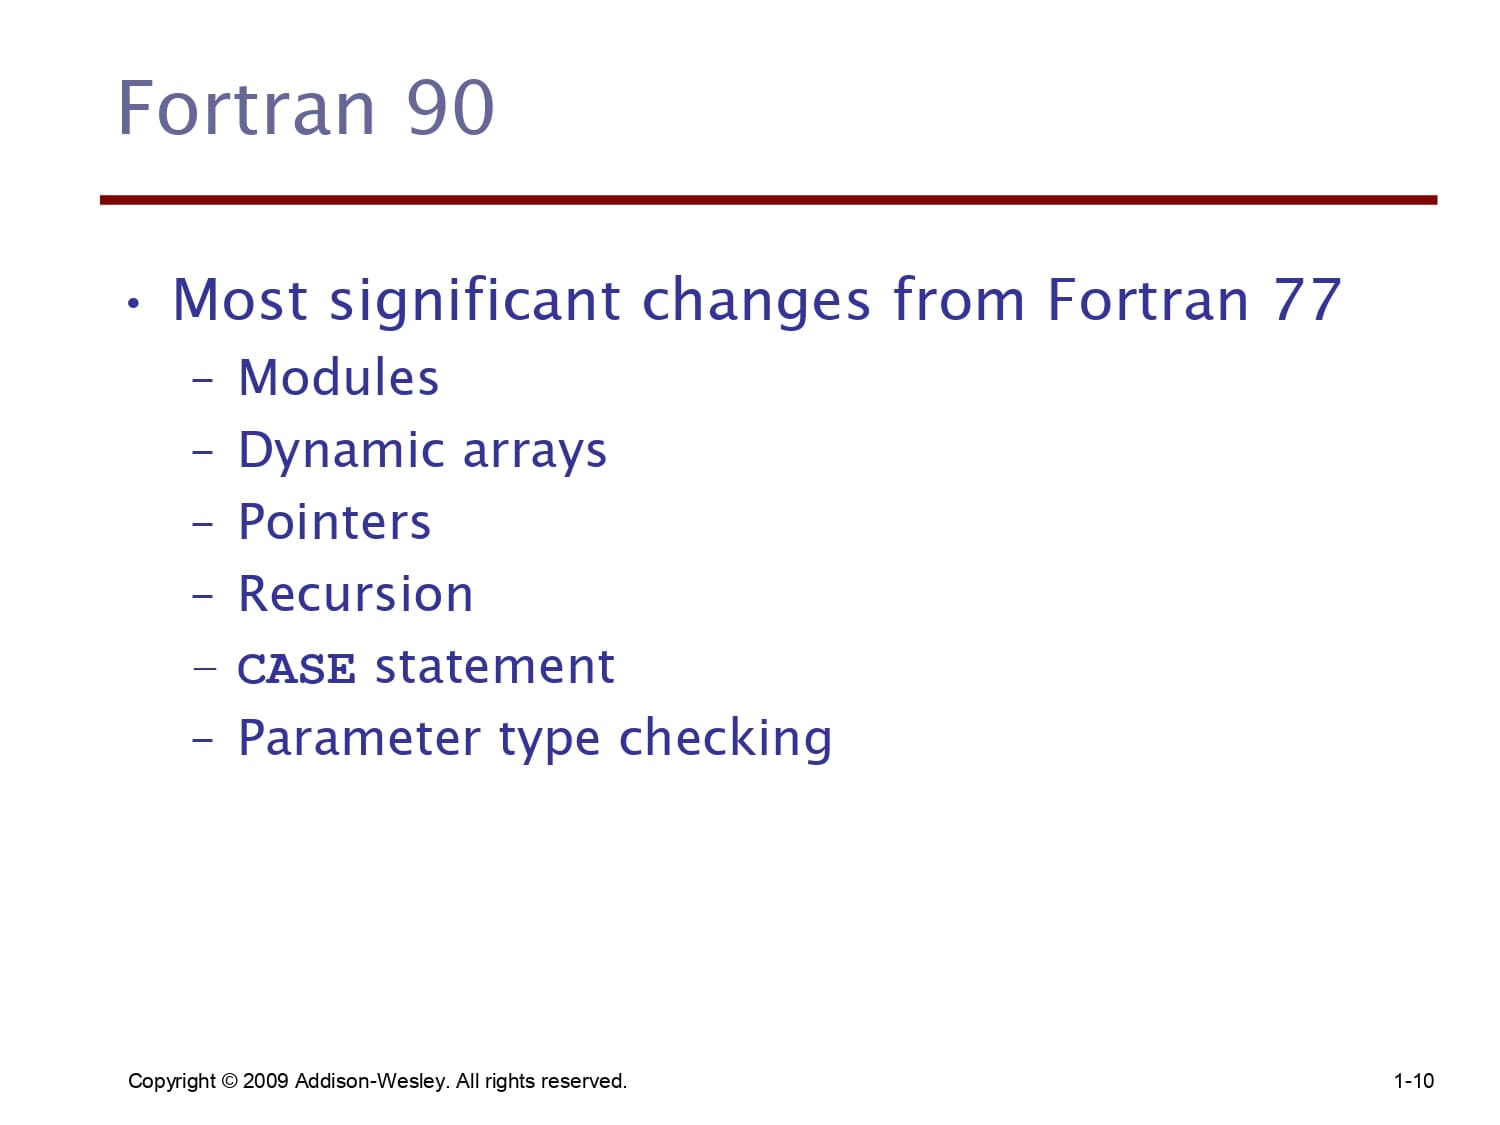 Fortran 90
• Most significant changes from Fortran 77
– Modules
– Dynamic arrays
– Pointers
– Recursion
– CASE statement
– Parameter type checking
Copyright © 2009 Addison-Wesley. All rights reserved.
1-10